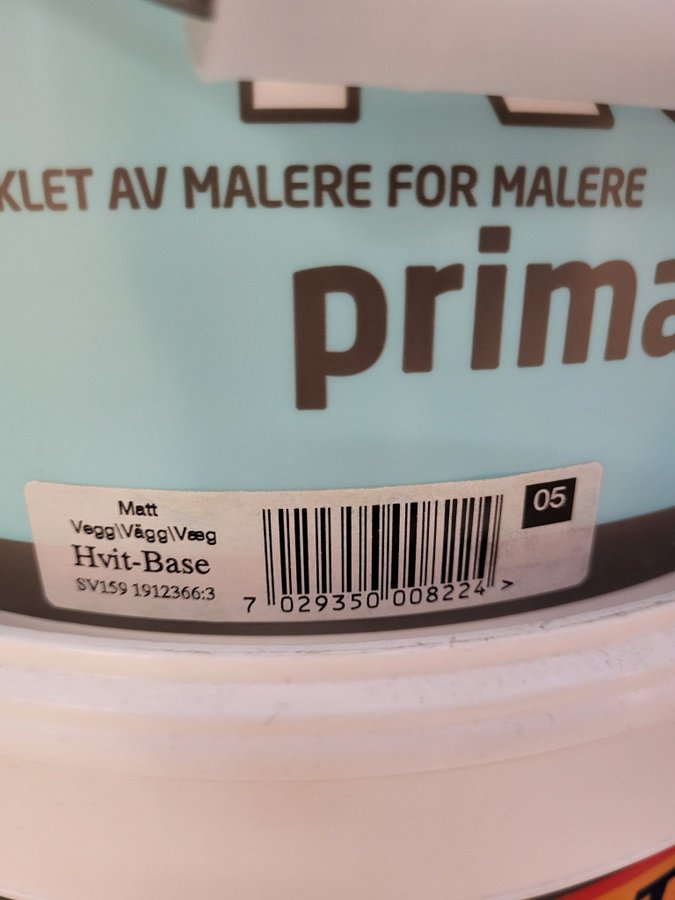 KLET AV MALERE FOR MALERE
prima
Matt
Vegg\Vägg\Væg
Hvit-Base
SV159 1912366:3
05
7 029350 008224 >